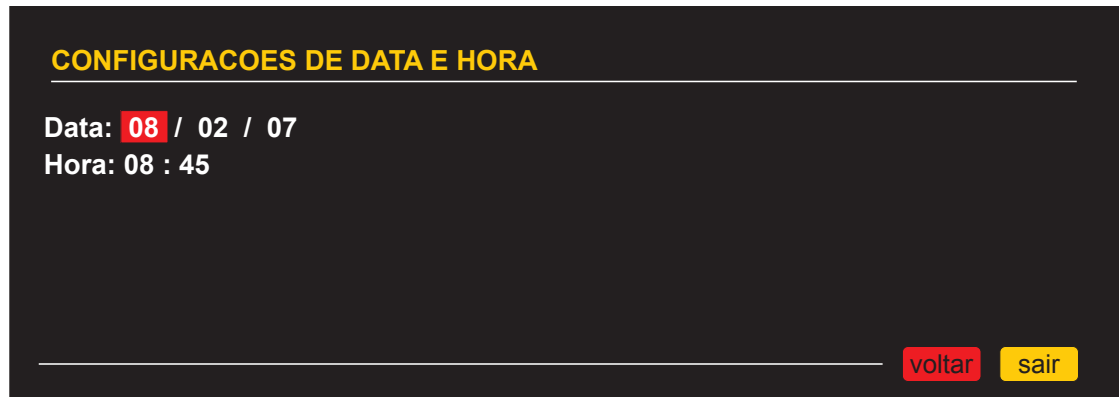 CONFIGURACOES DE DATA E HORA
Data: 08 / 02 / 07
Hora: 08 : 45
voltar sair